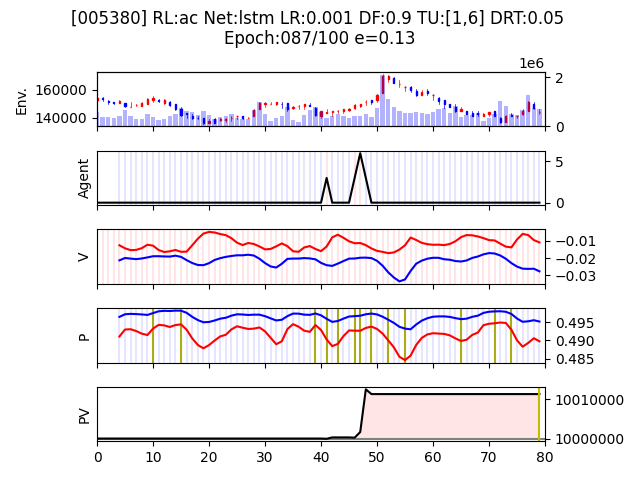 [005380] RL:ac Net:lstm LR:0.001 DF:0.9 TU:[1,6] DRT:0.05
Epoch:087/100 e=0.13
1e6
Env.
160000
140000
2
0
Agent
5
0
V
−0.01
−0.02
−0.03
P
0.495
0.490
0.485
PV
10010000
10000000
0 10 20 30 40 50 60 70 80